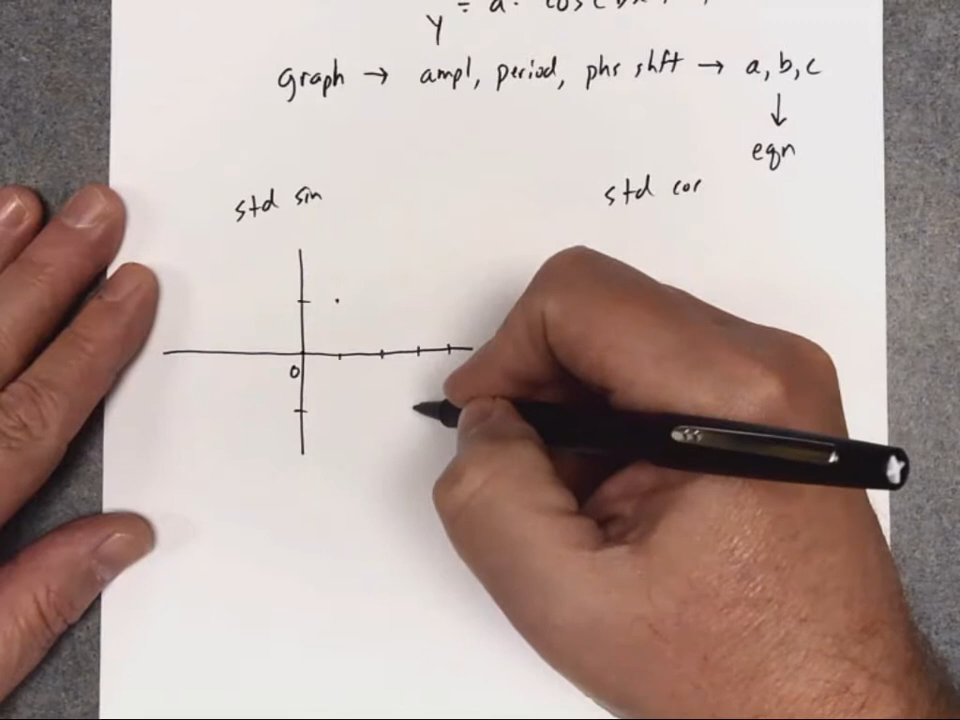 y = a·
graph → ampl, period, phs shft → a, b, c
↓
eqn
std sin
std cos
0